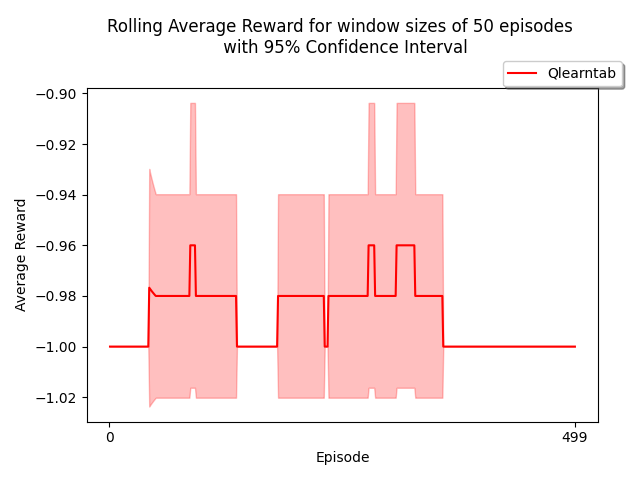 Rolling Average Reward for window sizes of 50 episodes
with 95% Confidence Interval
Qlearntab
−0.90
−0.92
−0.94
−0.96
−0.98
−1.00
−1.02
Average Reward
0
499
Episode